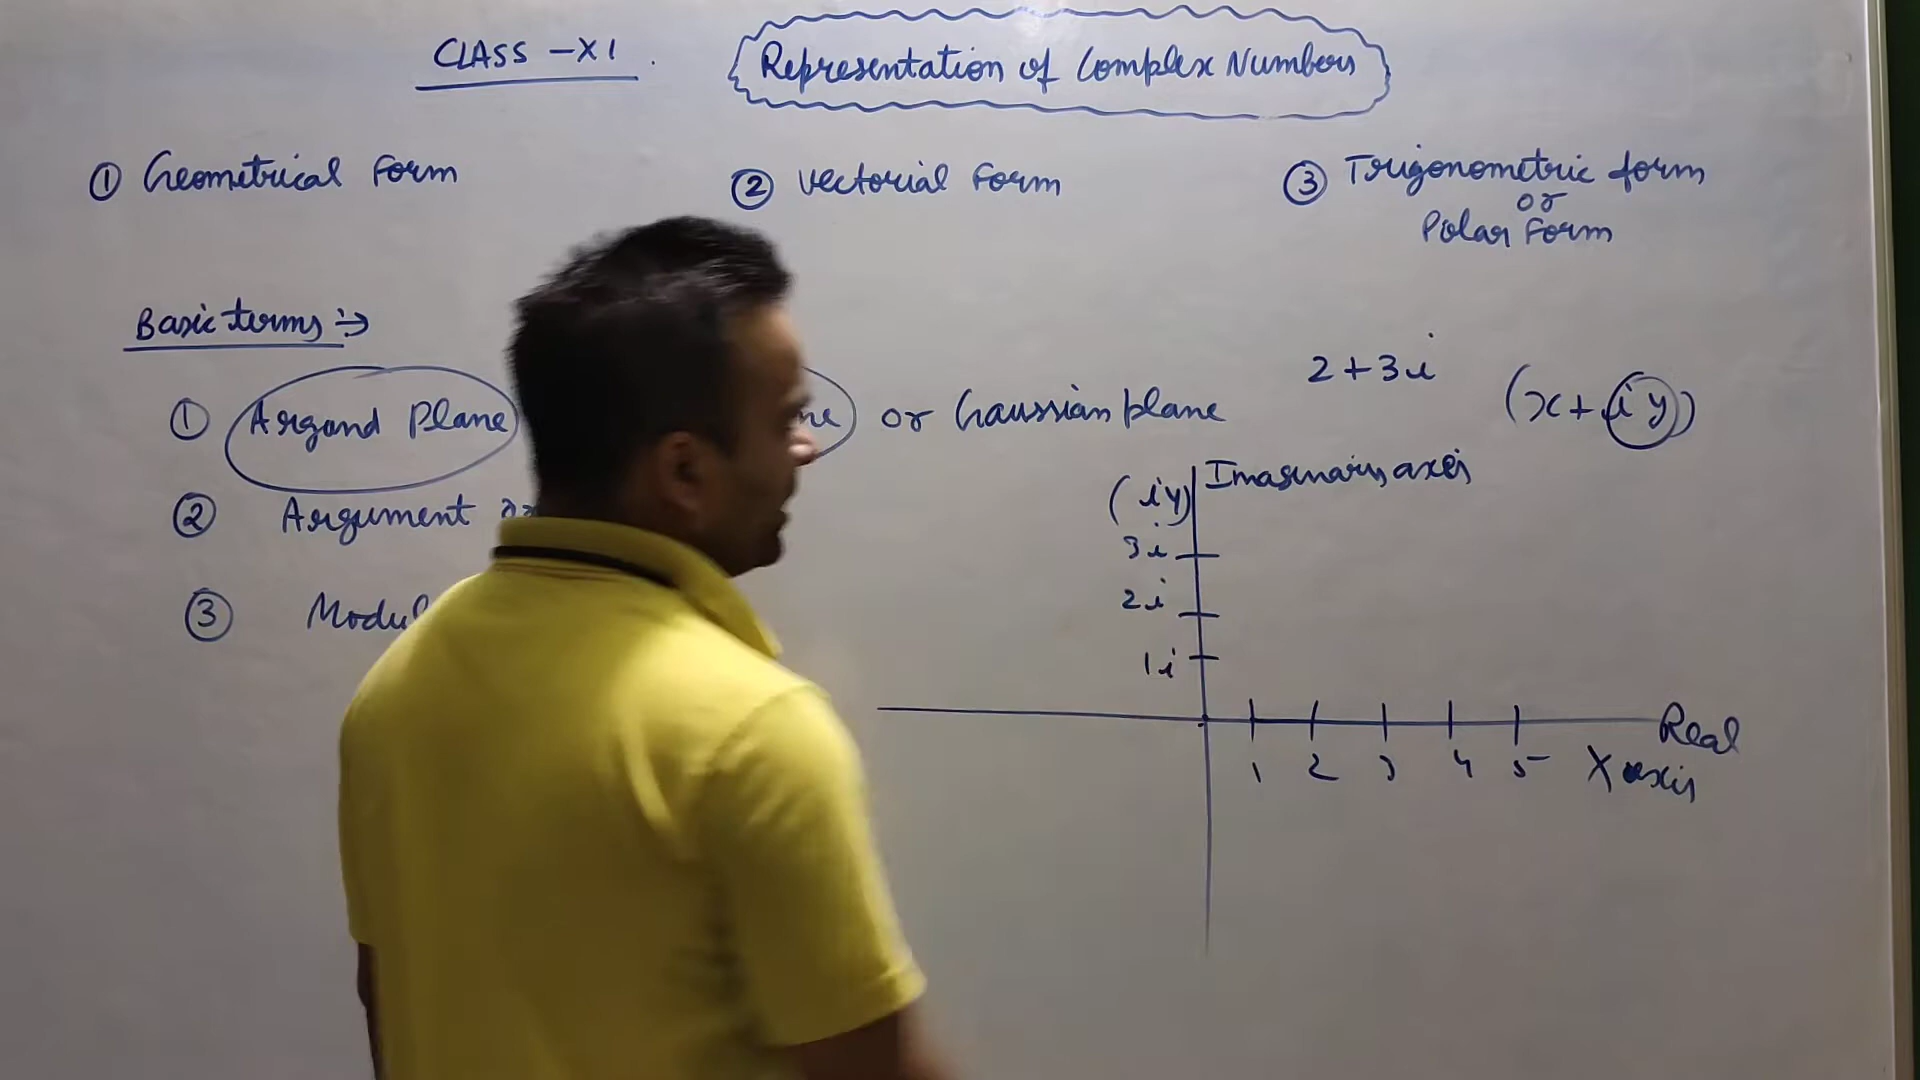 CLASS - XI .
Representation of Complex Numbers
① Geometrical Form
② Vectorial Form
③ Trigonometric form
or
Polar Form
Basic terms :->
2 + 3i
(x + iy)
① Argand Plane
or Gaussian plane
② Argument
③
(iy)
Imaginary axis
3i
2i
1i
1 2 3 4 5
Real
X axis